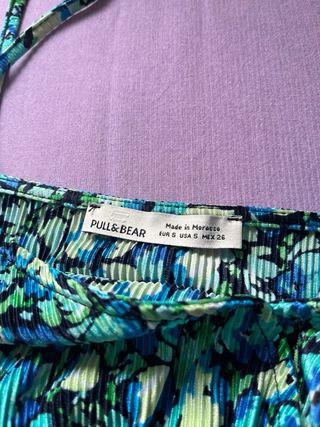 PULL&BEAR
Made in Morocco
EUR S USA S MEX 26